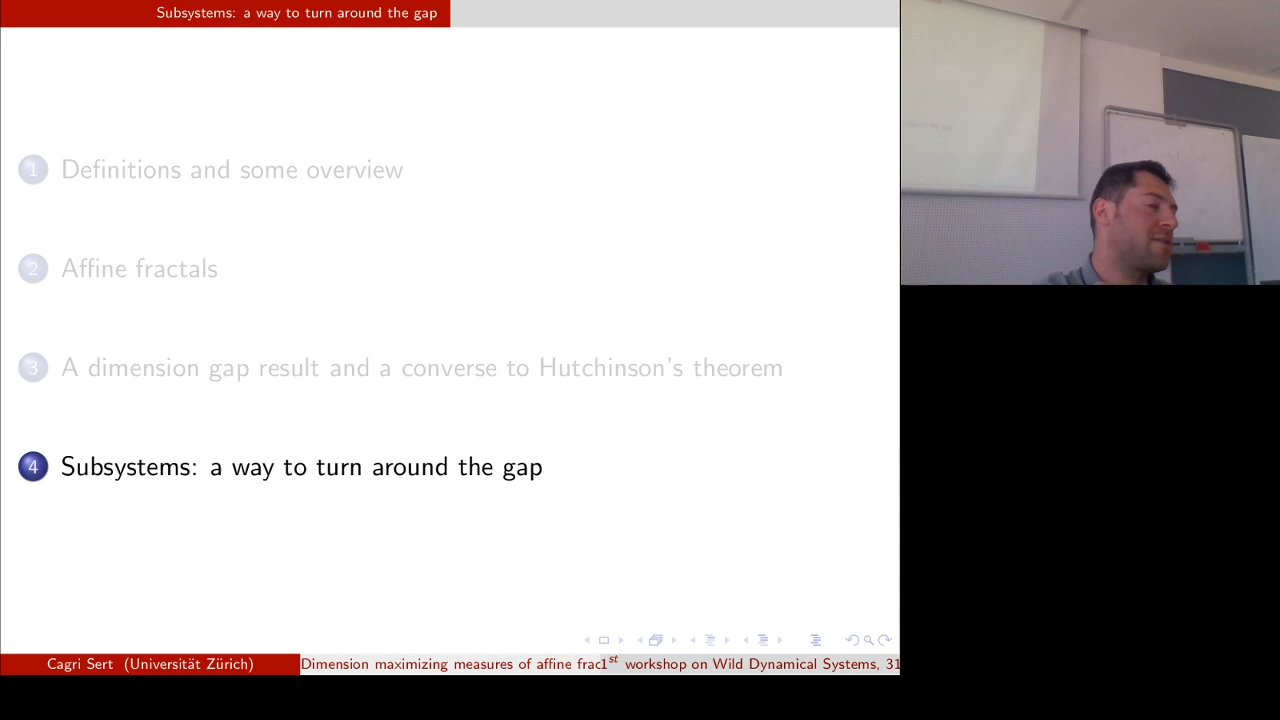 Subsystems: a way to turn around the gap
1 Definitions and some overview
2 Affine fractals
3 A dimension gap result and a converse to Hutchinson's theorem
4 Subsystems: a way to turn around the gap
Cagri Sert (Universität Zürich) Dimension maximizing measures of affine frac 1st workshop on Wild Dynamical Systems, 31